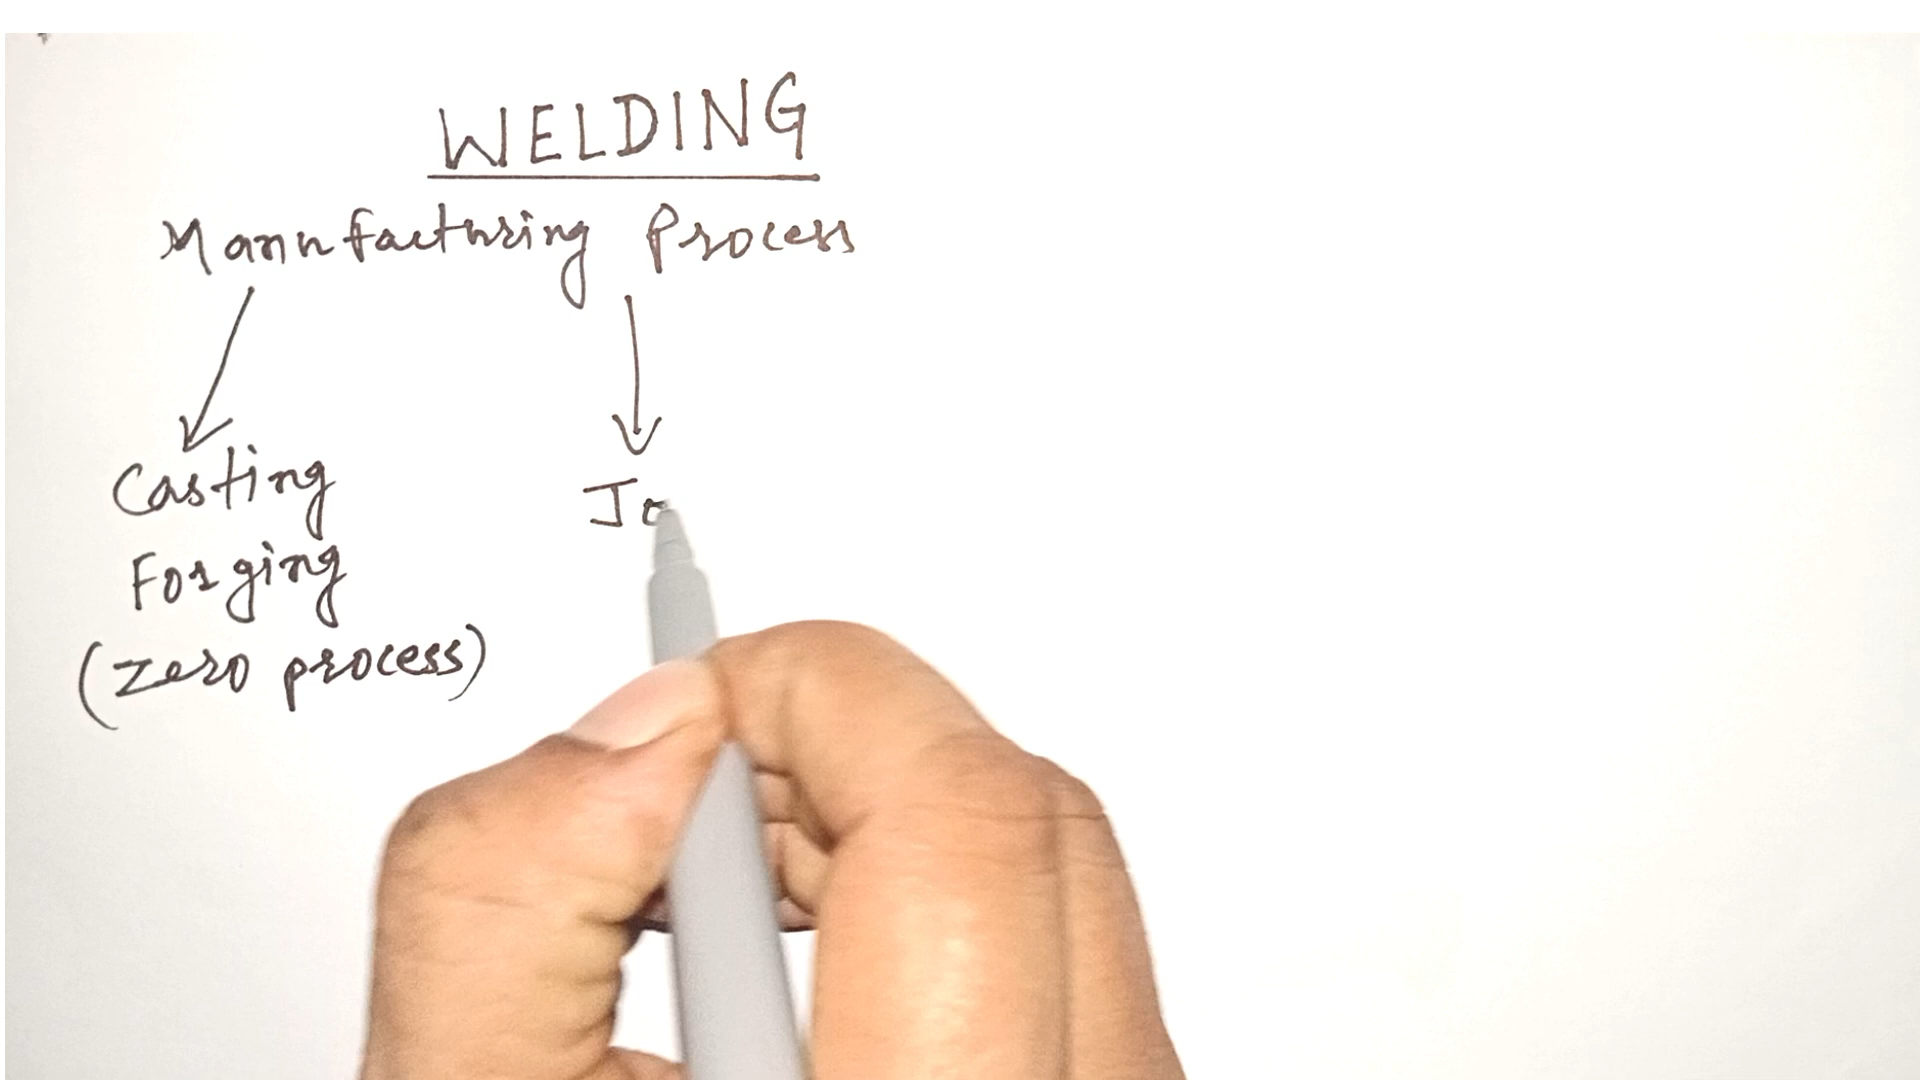 WELDING
Manufacturing Process
Casting
Forging
(zero process)
Jo